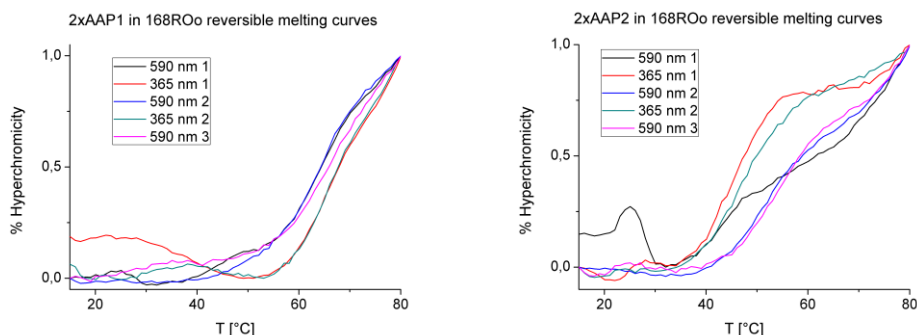 2xAAP1 in 168ROo reversible melting curves
1,0
0,5
0,0
% Hyperchromicity
20
40
60
80
T [°C]
590 nm 1
365 nm 1
590 nm 2
365 nm 2
590 nm 3
2xAAP2 in 168ROo reversible melting curves
1,0
0,5
0,0
% Hyperchromicity
20
40
60
80
T [°C]
590 nm 1
365 nm 1
590 nm 2
365 nm 2
590 nm 3